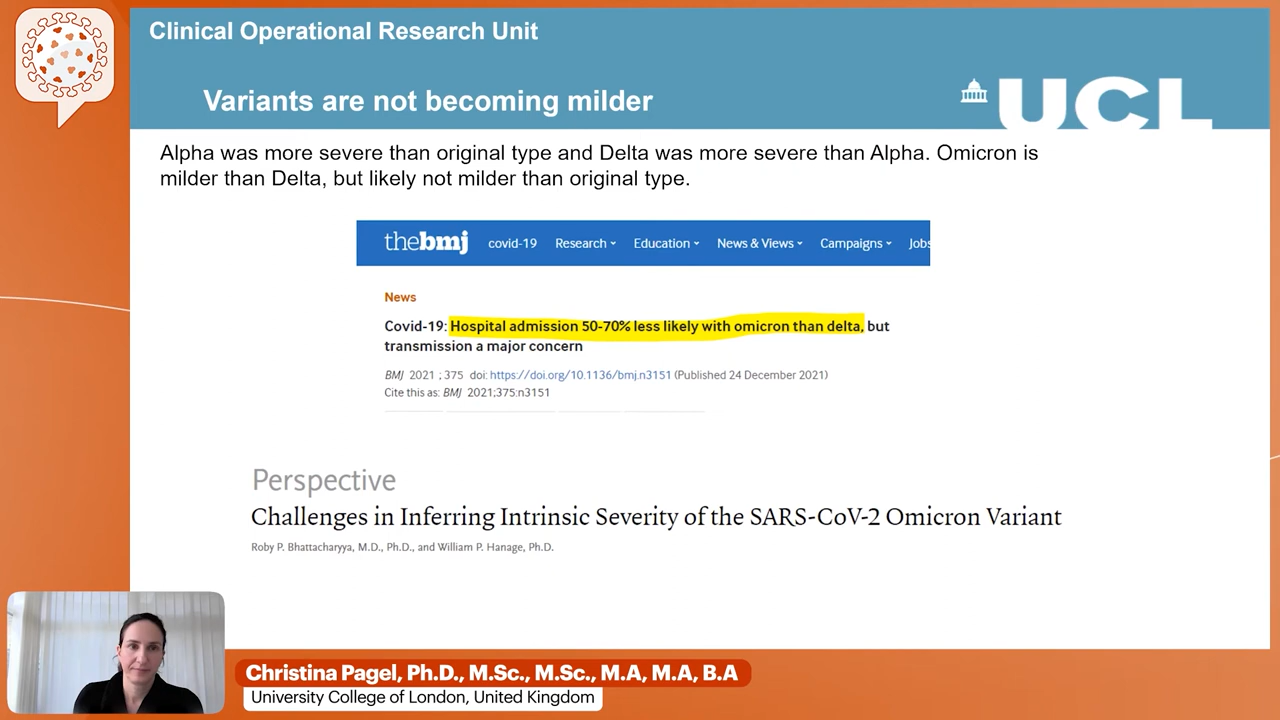 Clinical Operational Research Unit
Variants are not becoming milder
UCL
Alpha was more severe than original type and Delta was more severe than Alpha. Omicron is
milder than Delta, but likely not milder than original type.
thebmj covid-19 Research Education News & Views Campaigns Jobs
News
Covid-19: Hospital admission 50-70% less likely with omicron than delta, but
transmission a major concern
BMJ 2021 ; 375 doi: https://doi.org/10.1136/bmj.n3151 (Published 24 December 2021)
Cite this as: BMJ 2021;375:n3151
Perspective
Challenges in Inferring Intrinsic Severity of the SARS-CoV-2 Omicron Variant
Roby P. Bhattacharyya, M.D., Ph.D., and William P. Hanage, Ph.D.
Christina Pagel, Ph.D., M.Sc., M.Sc., M.A, M.A, B.A
University College of London, United Kingdom